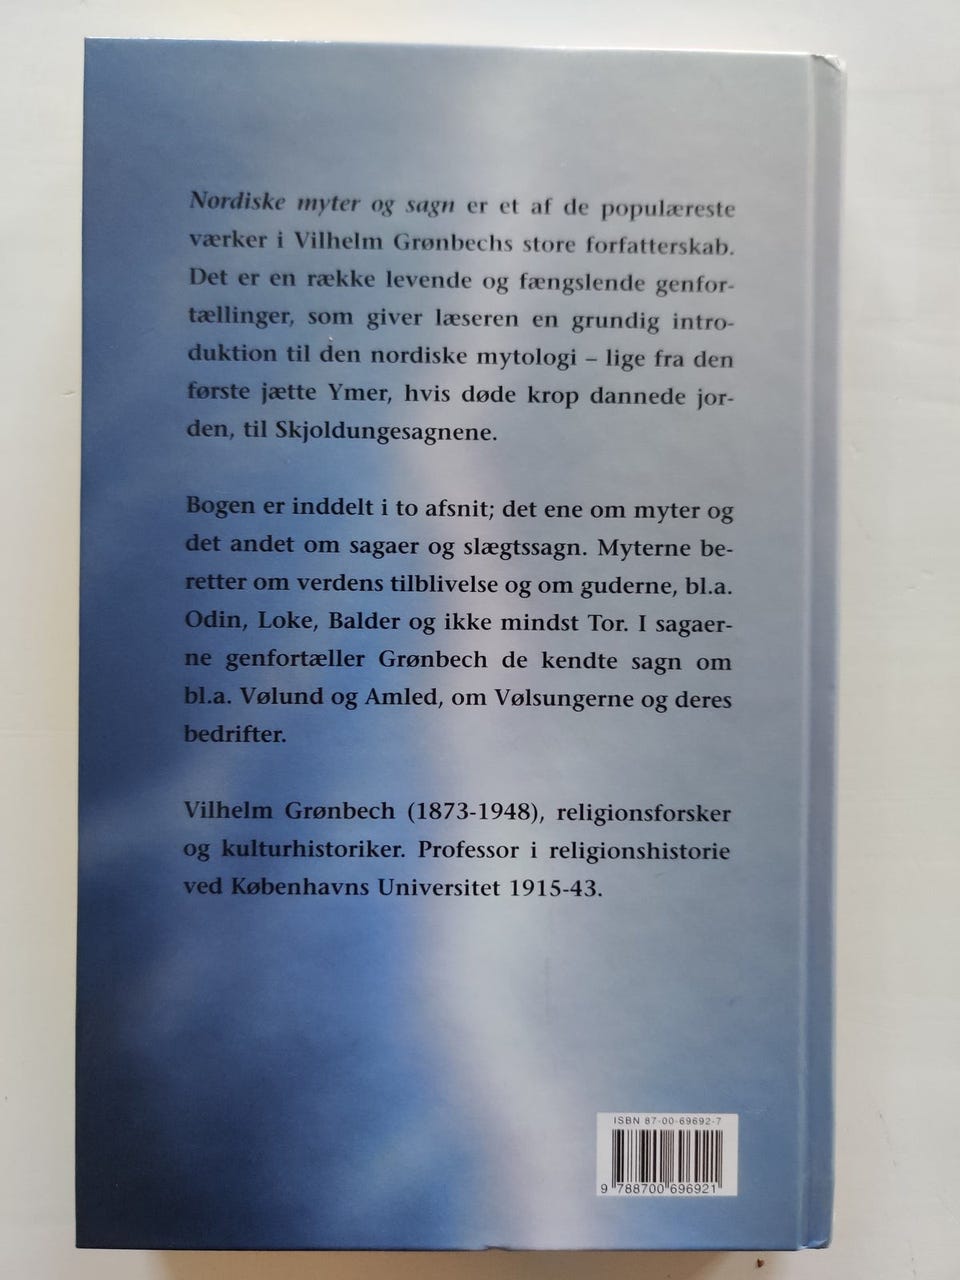 Nordiske myter og sagn er et af de populæreste
værker i Vilhelm Grønbechs store forfatterskab.
Det er en række levende og fængslende genfor-
tællinger, som giver læseren en grundig intro-
duktion til den nordiske mytologi – lige fra den
første jætte Ymer, hvis døde krop dannede jor-
den, til Skjoldungesagnene.
Bogen er inddelt i to afsnit; det ene om myter og
det andet om sagaer og slægtssagn. Myterne be-
retter om verdens tilblivelse og om guderne, bl.a.
Odin, Loke, Balder og ikke mindst Tor. I sagaer-
ne genfortæller Grønbech de kendte sagn om
bl.a. Vølund og Amled, om Vølsungerne og deres
bedrifter.
Vilhelm Grønbech (1873-1948), religionsforsker
og kulturhistoriker. Professor i religionshistorie
ved Københavns Universitet 1915-43.
ISBN 87-00-69692-7
9 788700 696921